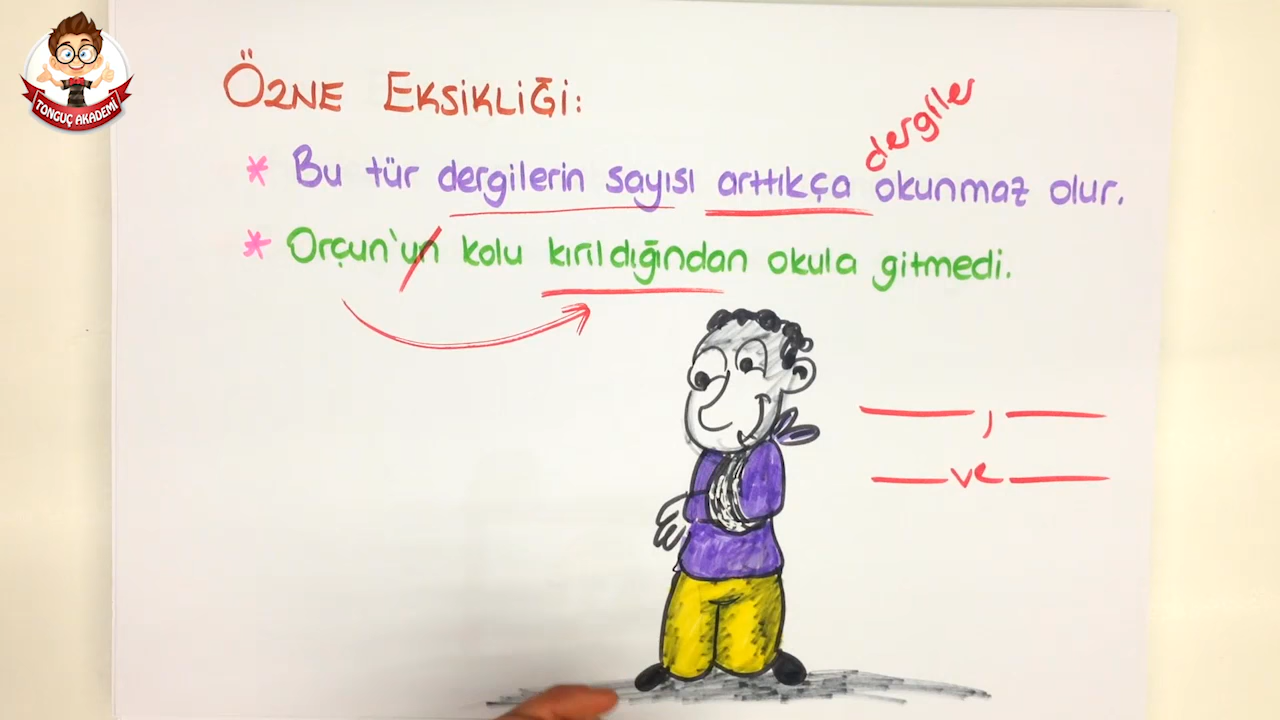 TONGUÇ AKADEMİ
ÖZNE EKSİKLİĞİ:
dergiler
* Bu tür dergilerin sayısı arttıkça okunmaz olur.
* Orçun'un kolu kırıldığından okula gitmedi.
,
ve